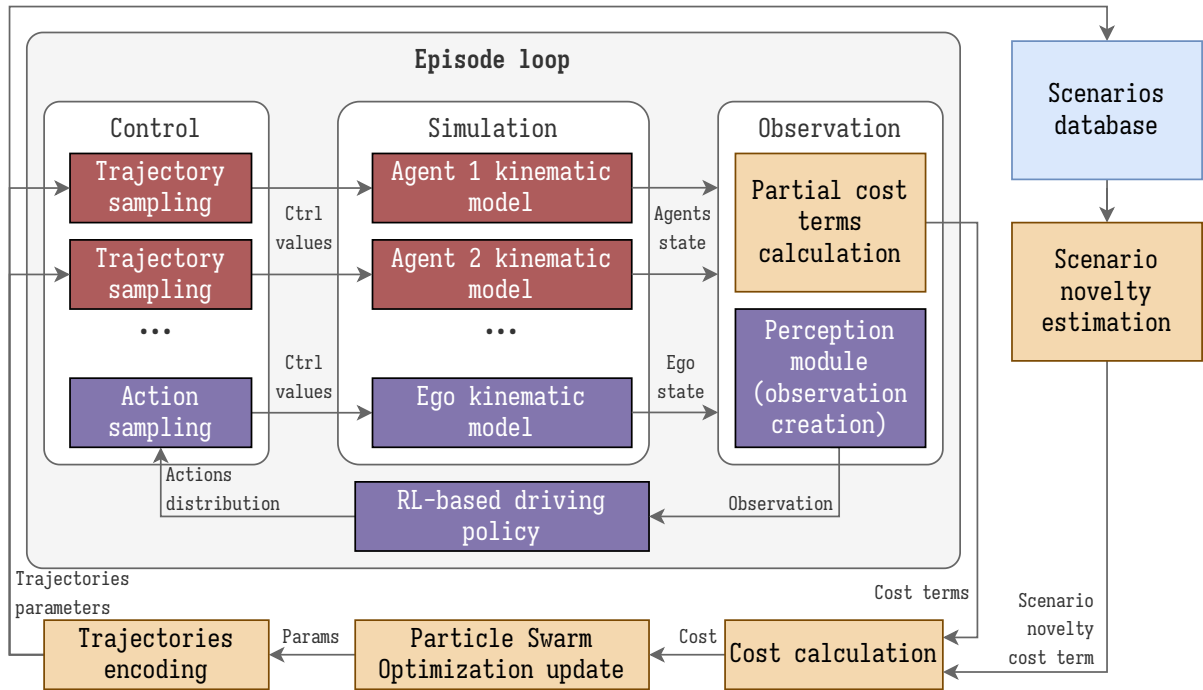 Episode loop
Control
Simulation
Observation
Trajectory
sampling
Ctrl
values
Agent 1 kinematic
model
Agents
state
Partial cost
terms
calculation
Trajectory
sampling
Agent 2 kinematic
model
...
...
Action
sampling
Ctrl
values
Ego kinematic
model
Ego
state
Perception
module
(observation
creation)
Actions
distribution
RL-based driving
policy
Observation
Scenarios
database
Scenario
novelty
estimation
Trajectories
parameters
Trajectories
encoding
Params
Particle Swarm
Optimization update
Cost
Cost calculation
Cost terms
Scenario
novelty
cost term